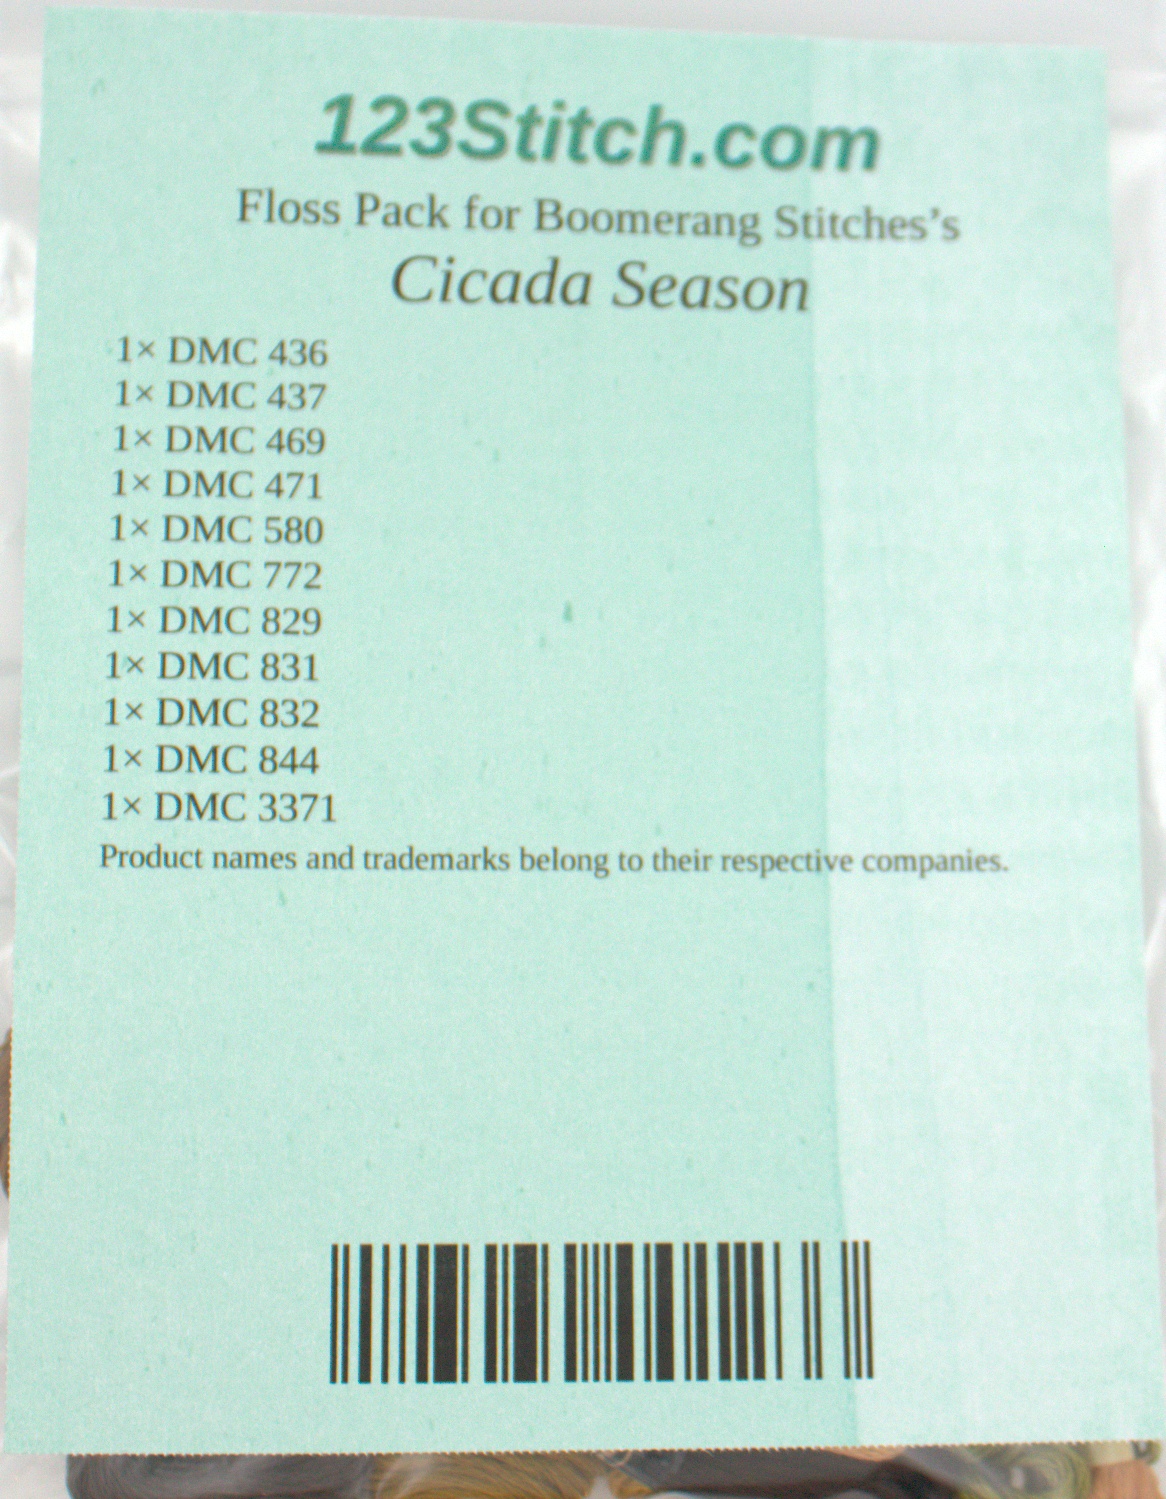 123Stitch.com
Floss Pack for Boomerang Stitches’s
Cicada Season
1× DMC 436
1× DMC 437
1× DMC 469
1× DMC 471
1× DMC 580
1× DMC 772
1× DMC 829
1× DMC 831
1× DMC 832
1× DMC 844
1× DMC 3371
Product names and trademarks belong to their respective companies.